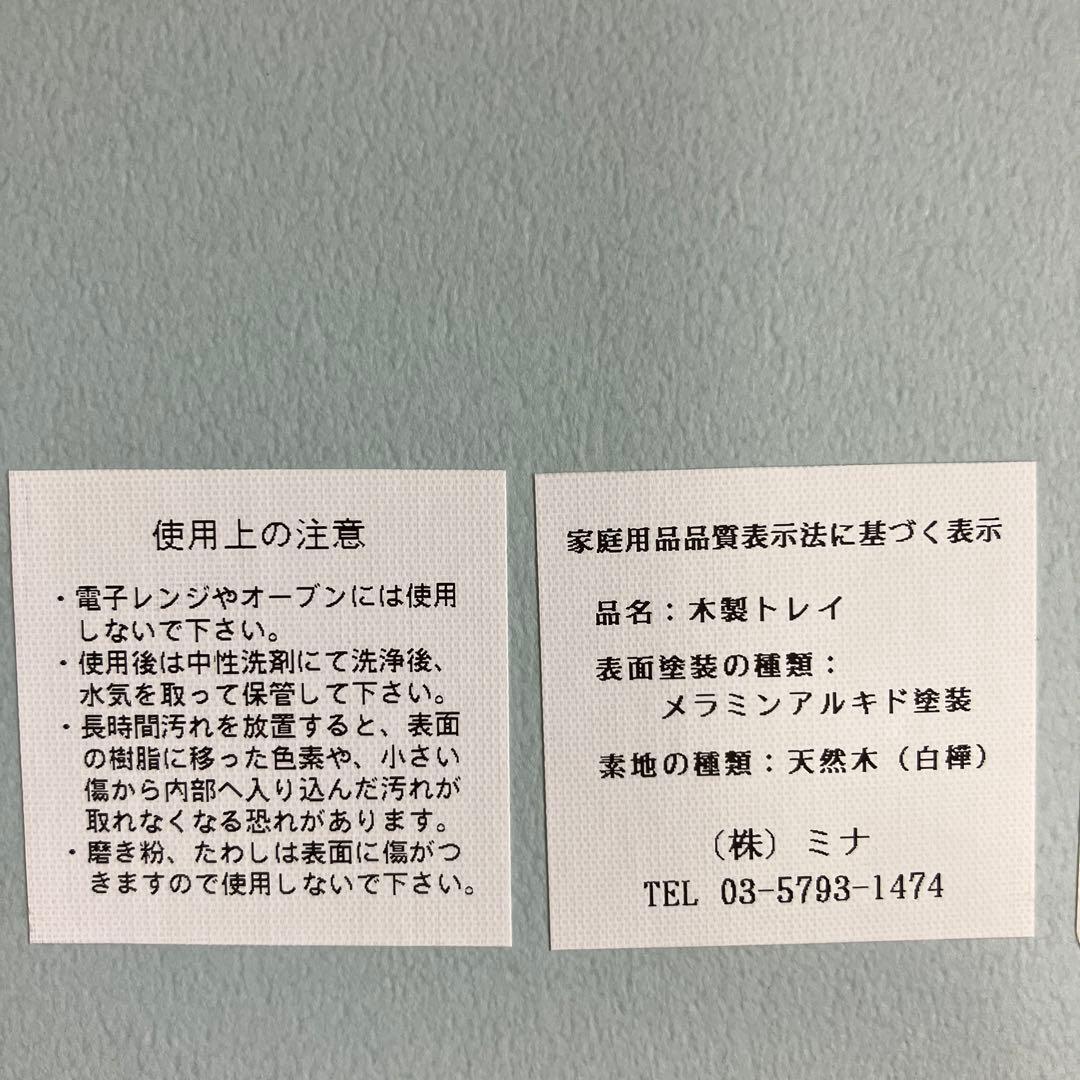 使用上の注意
・電子レンジやオーブンには使用
しないで下さい。
・使用後は中性洗剤にて洗浄後、
水気を取って保管して下さい。
・長時間汚れを放置すると、表面
の樹脂に移った色素や、小さい
傷から内部へ入り込んだ汚れが
取れなくなる恐れがあります。
・磨き粉、たわしは表面に傷がつ
きますので使用しないで下さい。
家庭用品品質表示法に基づく表示
品名：木製トレイ
表面塗装の種類：
メラミンアルキド塗装
素地の種類：天然木（白樺）
（株）ミナ
TEL 03-5793-1474